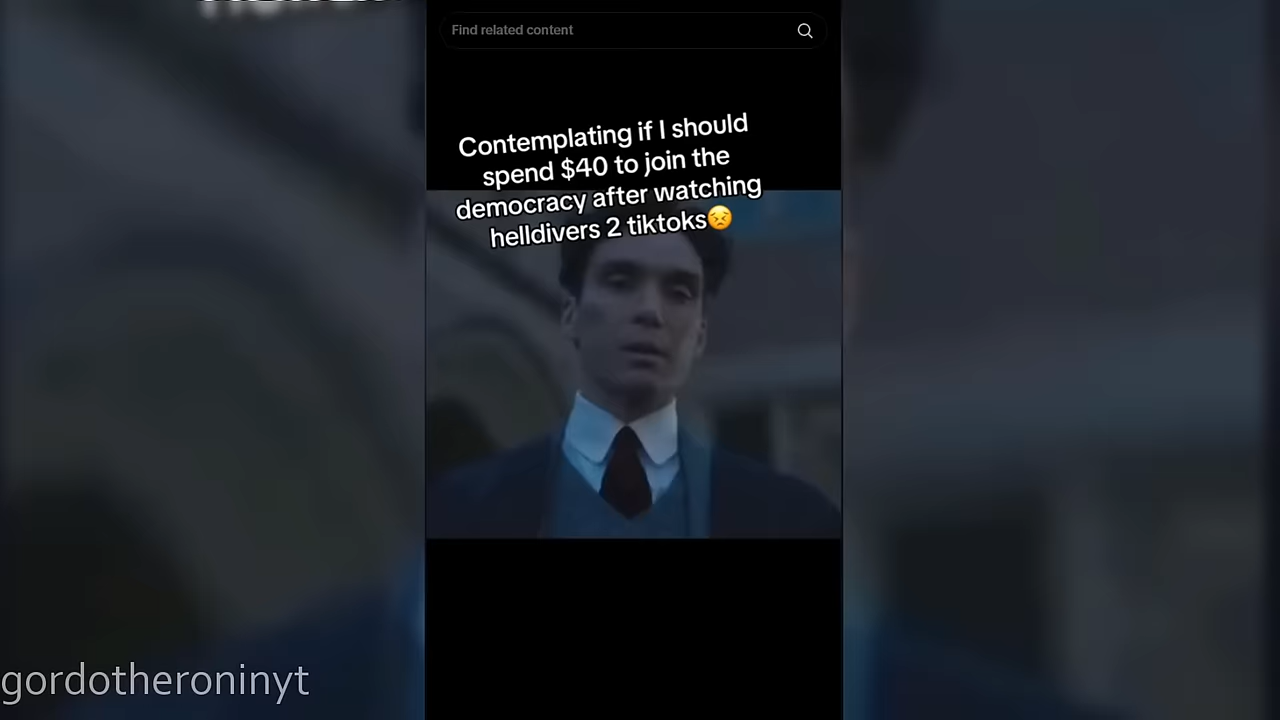 Find related content
Contemplating if I should
spend $40 to join the
democracy after watching
helldivers 2 tiktoks😣
gordotheroninyt